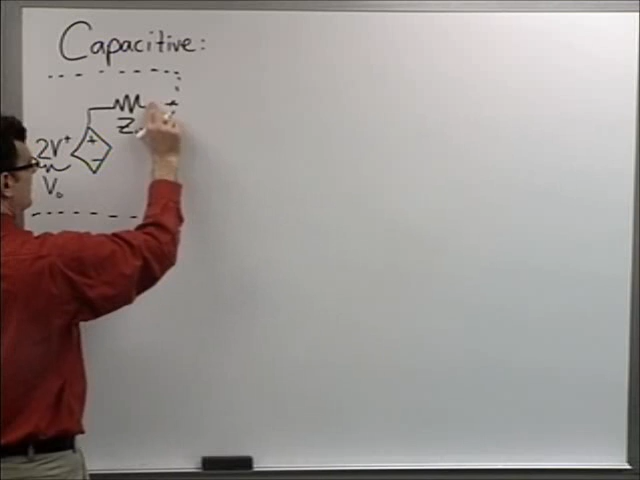 Capacitive:
+
Z
2V⁺
+
−
V₀